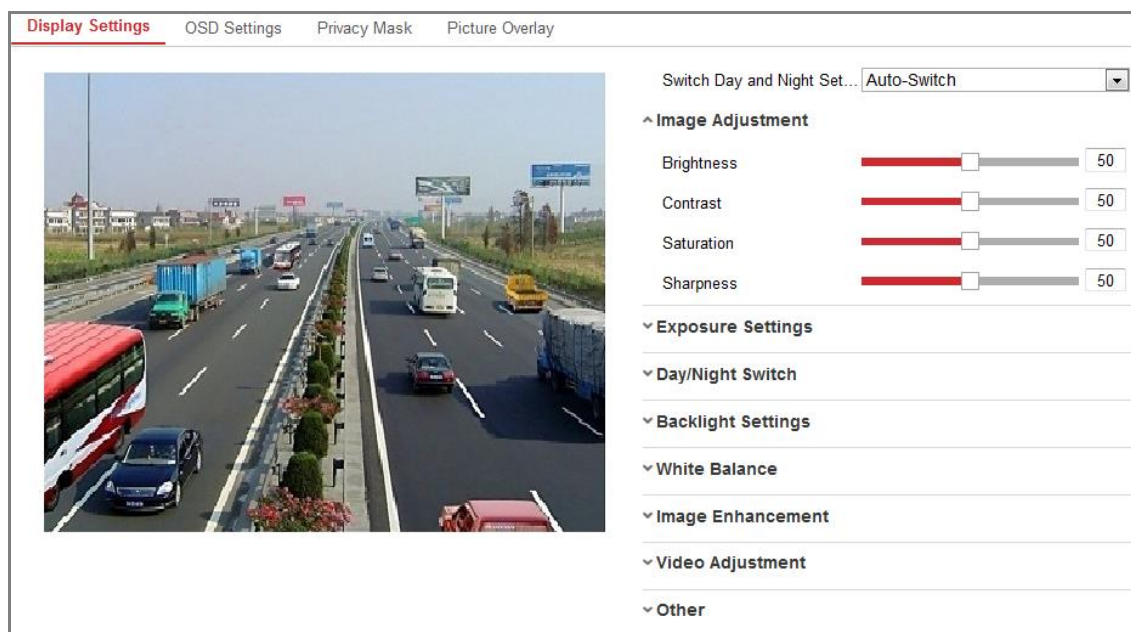 Display Settings OSD Settings Privacy Mask Picture Overlay
Switch Day and Night Set... Auto-Switch
Image Adjustment
Brightness 50
Contrast 50
Saturation 50
Sharpness 50
Exposure Settings
Day/Night Switch
Backlight Settings
White Balance
Image Enhancement
Video Adjustment
Other